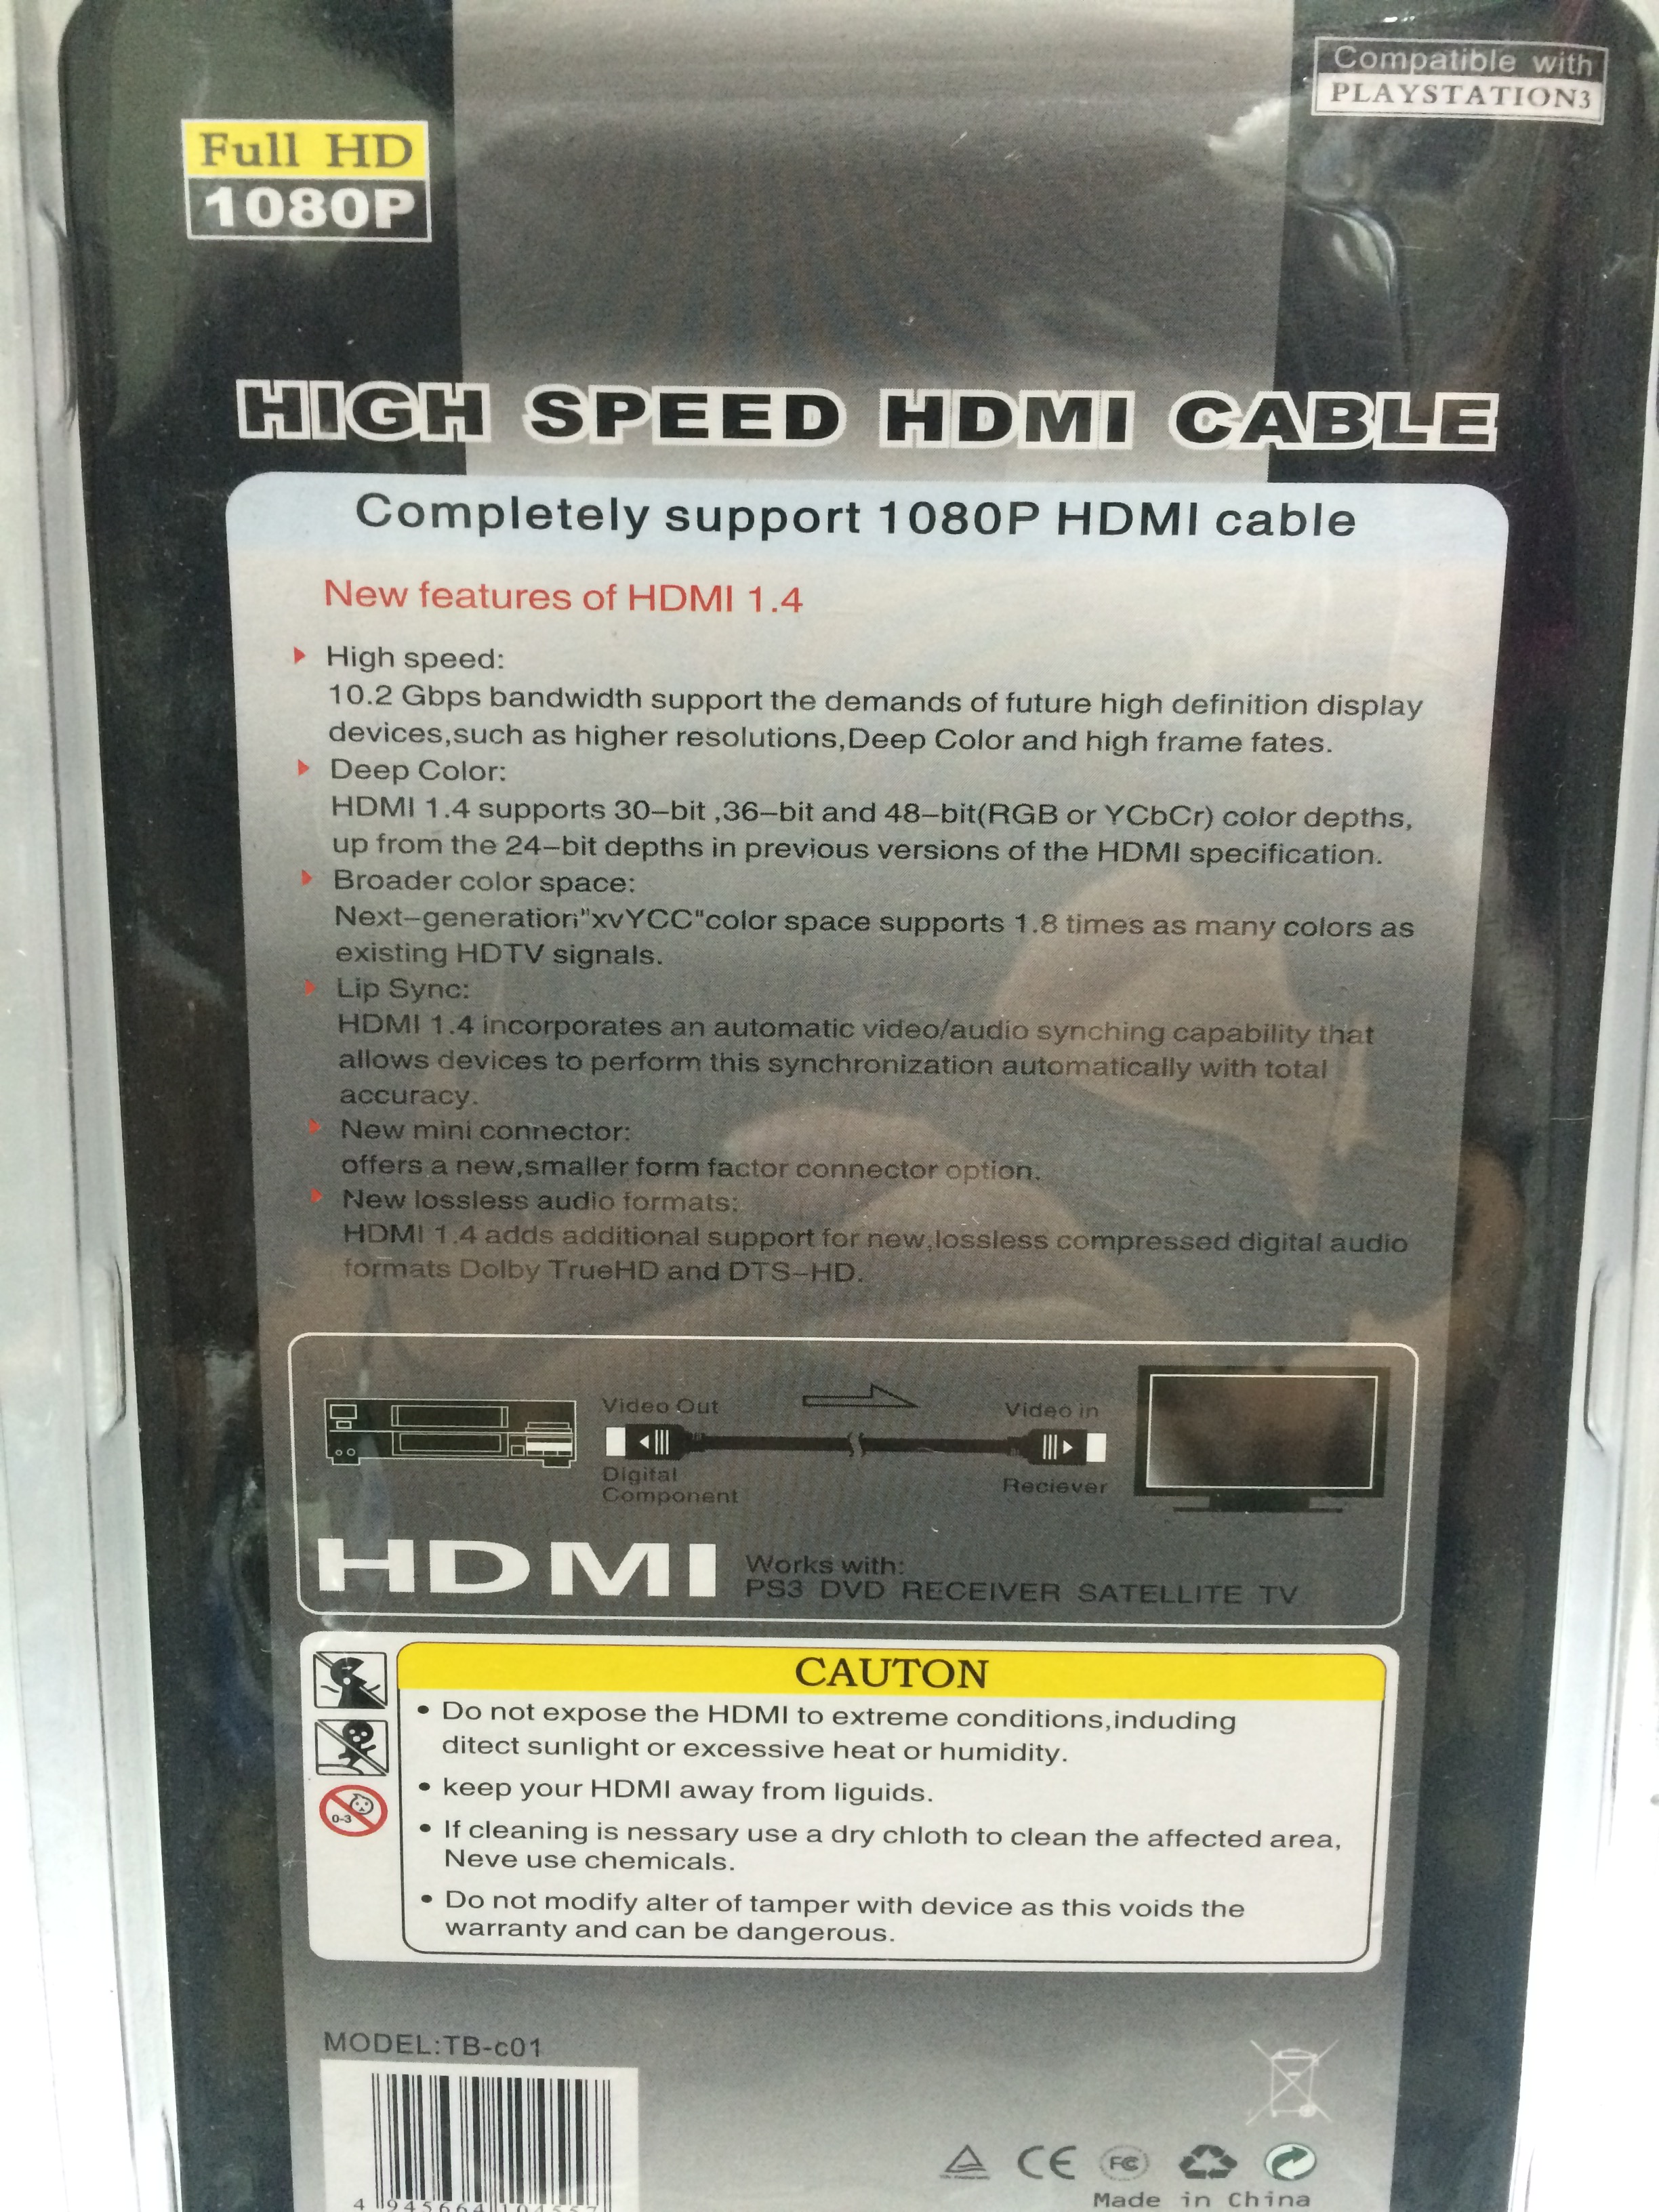 Compatible with
PLAYSTATION3
Full HD
1080P
HIGH SPEED HDMI CABLE
Completely support 1080P HDMI cable
New features of HDMI 1.4
High speed:
10.2 Gbps bandwidth support the demands of future high definition display
devices,such as higher resolutions,Deep Color and high frame fates.
Deep Color:
HDMI 1.4 supports 30-bit ,36-bit and 48-bit(RGB or YCbCr) color depths,
up from the 24-bit depths in previous versions of the HDMI specification.
Broader color space:
Next-generation"xvYCC"color space supports 1.8 times as many colors as
existing HDTV signals.
Lip Sync:
HDMI 1.4 incorporates an automatic video/audio synching capability that
allows devices to perform this synchronization automatically with total
accuracy.
New mini connector:
offers a new,smaller form factor connector option.
New lossless audio formats:
HDMI 1.4 adds additional support for new,lossless compressed digital audio
formats Dolby TrueHD and DTS-HD.
Video Out
Video in
Digital
Component
Reciever
HDMI
Works with:
PS3 DVD RECEIVER SATELLITE TV
CAUTON
• Do not expose the HDMI to extreme conditions,induding
ditect sunlight or excessive heat or humidity.
• keep your HDMI away from liguids.
0-3
• If cleaning is nessary use a dry chloth to clean the affected area,
Neve use chemicals.
• Do not modify alter of tamper with device as this voids the
warranty and can be dangerous.
MODEL:TB-c01
4 945664 104557
CE
FC
Made in China